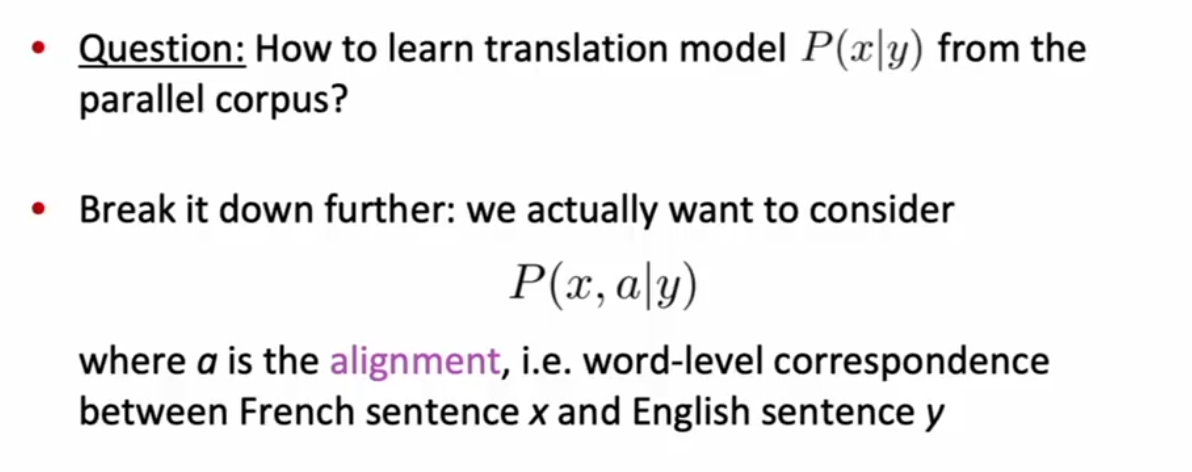 • Question: How to learn translation model P(x|y) from the
parallel corpus?
• Break it down further: we actually want to consider
P(x, a|y)
where a is the alignment, i.e. word-level correspondence
between French sentence x and English sentence y